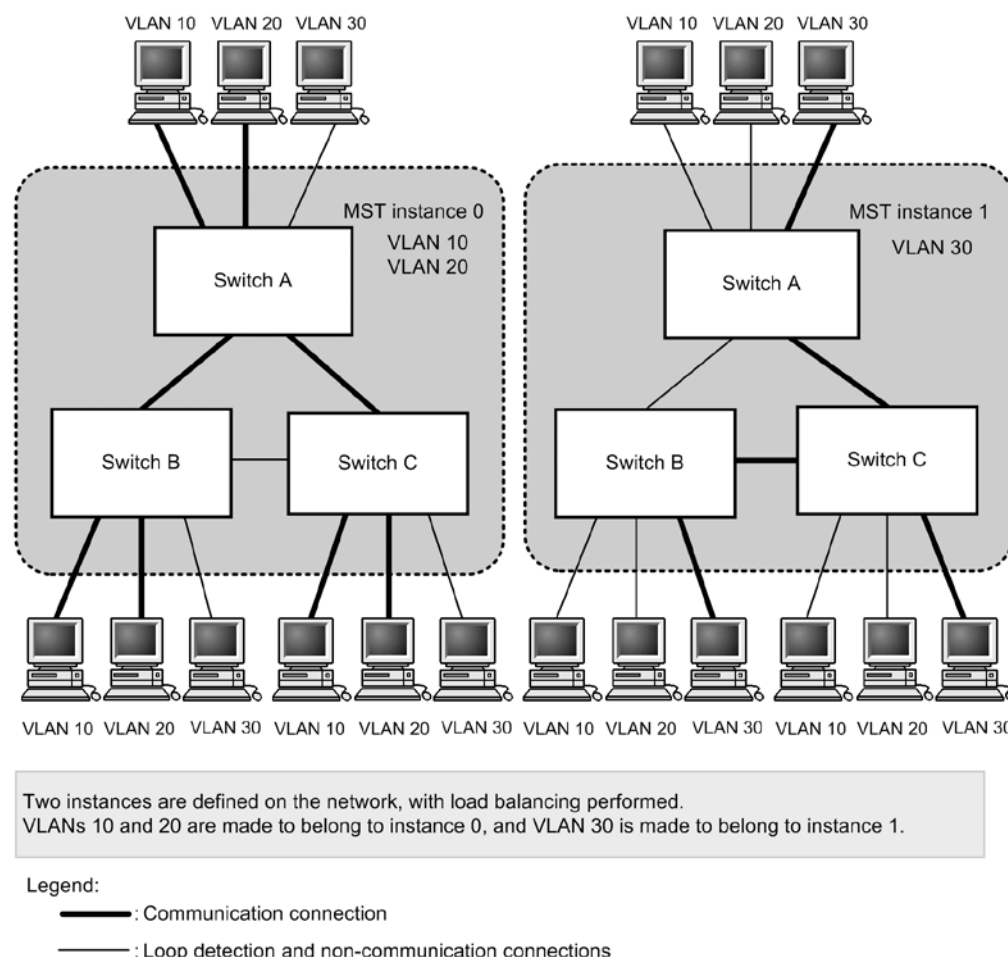 VLAN 10 VLAN 20 VLAN 30
MST instance 0
VLAN 10
VLAN 20
Switch A
Switch B
Switch C
VLAN 10 VLAN 20 VLAN 30 VLAN 10 VLAN 20 VLAN 30
VLAN 10 VLAN 20 VLAN 30
MST instance 1
VLAN 30
Switch A
Switch B
Switch C
VLAN 10 VLAN 20 VLAN 30 VLAN 10 VLAN 20 VLAN 30
Two instances are defined on the network, with load balancing performed.
VLANs 10 and 20 are made to belong to instance 0, and VLAN 30 is made to belong to instance 1.
Legend:
: Communication connection
: Loop detection and non-communication connections